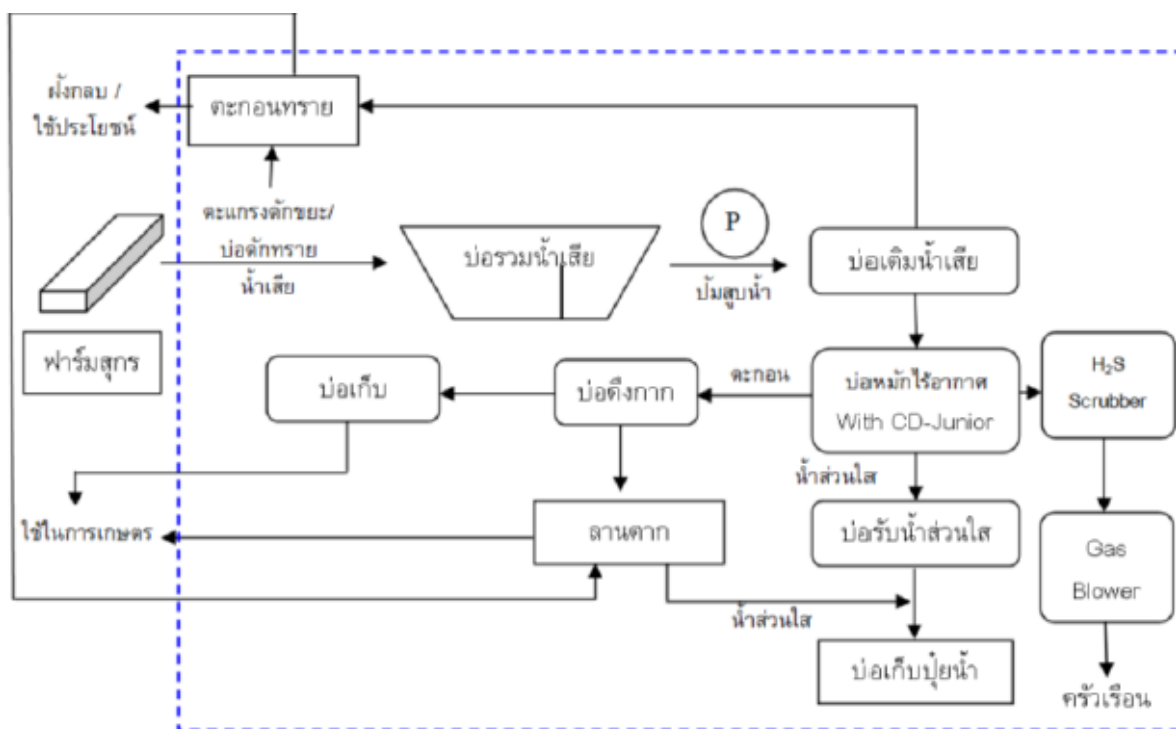 ฝังกลบ /
ใช้ประโยชน์
ตะกอนทราย
ตะแกรงดักขยะ/
บ่อดักทราย
น้ำเสีย
บ่อรวมน้ำเสีย
P
ปั๊มสูบน้ำ
บ่อเติมน้ำเสีย
ฟาร์มสุกร
บ่อเก็บ
บ่อดึงกาก
ตะกอน
บ่อหมักไร้อากาศ
With CD-Junior
H₂S
Scrubber
น้ำส่วนใส
ใช้ในการเกษตร
ลานตาก
บ่อรับน้ำส่วนใส
Gas
Blower
น้ำส่วนใส
บ่อเก็บปุ๋ยน้ำ
ครัวเรือน